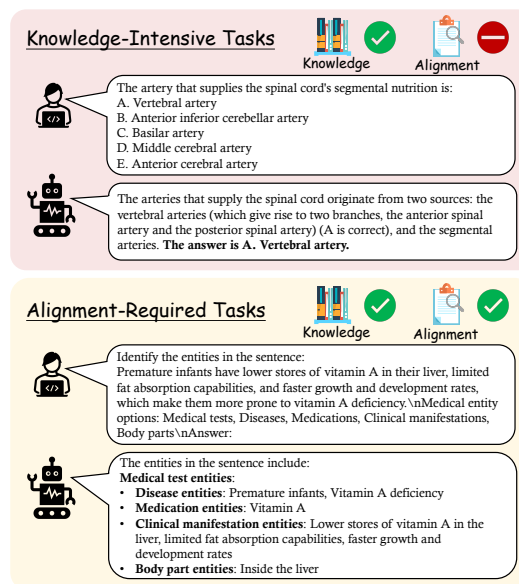 Knowledge-Intensive Tasks
Knowledge
Alignment
The artery that supplies the spinal cord's segmental nutrition is:
A. Vertebral artery
B. Anterior inferior cerebellar artery
C. Basilar artery
D. Middle cerebral artery
E. Anterior cerebral artery
The arteries that supply the spinal cord originate from two sources: the
vertebral arteries (which give rise to two branches, the anterior spinal
artery and the posterior spinal artery) (A is correct), and the segmental
arteries. The answer is A. Vertebral artery.
Alignment-Required Tasks
Knowledge
Alignment
Identify the entities in the sentence:
Premature infants have lower stores of vitamin A in their liver, limited
fat absorption capabilities, and faster growth and development rates,
which make them more prone to vitamin A deficiency.\nMedical entity
options: Medical tests, Diseases, Medications, Clinical manifestations,
Body parts\nAnswer:
The entities in the sentence include:
Medical test entities:
• Disease entities: Premature infants, Vitamin A deficiency
• Medication entities: Vitamin A
• Clinical manifestation entities: Lower stores of vitamin A in the
liver, limited fat absorption capabilities, faster growth and
development rates
• Body part entities: Inside the liver